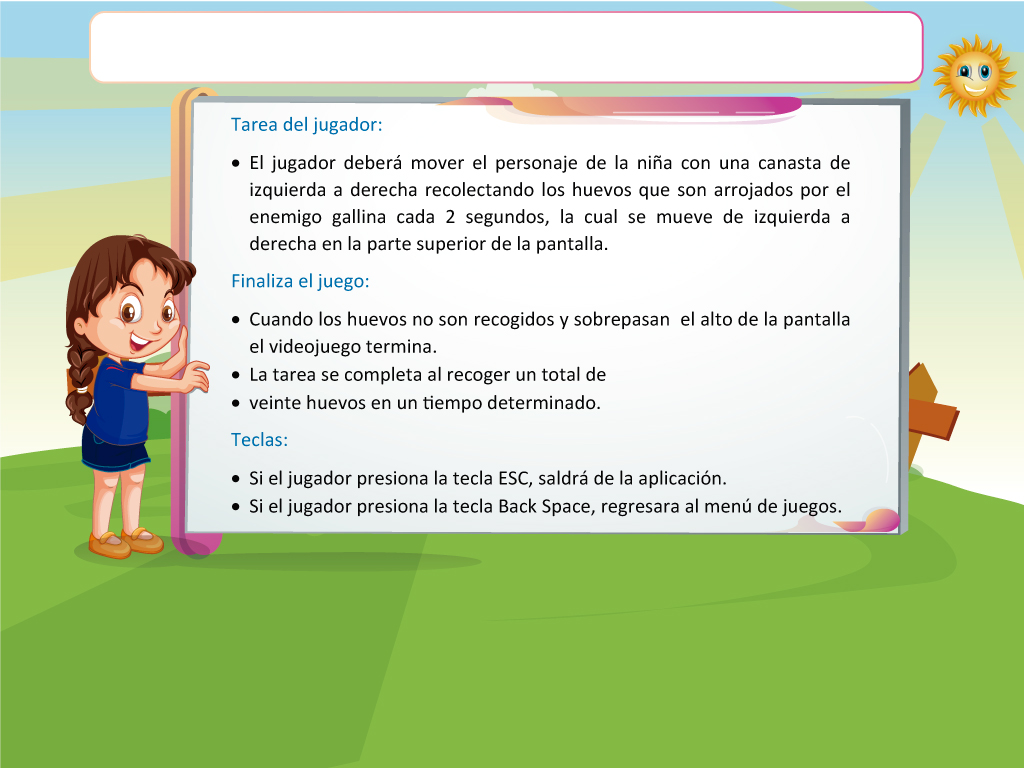 Tarea del jugador:
• El jugador deberá mover el personaje de la niña con una canasta de
izquierda a derecha recolectando los huevos que son arrojados por el
enemigo gallina cada 2 segundos, la cual se mueve de izquierda a
derecha en la parte superior de la pantalla.
Finaliza el juego:
• Cuando los huevos no son recogidos y sobrepasan el alto de la pantalla
el videojuego termina.
• La tarea se completa al recoger un total de
• veinte huevos en un tiempo determinado.
Teclas:
• Si el jugador presiona la tecla ESC, saldrá de la aplicación.
• Si el jugador presiona la tecla Back Space, regresara al menú de juegos.